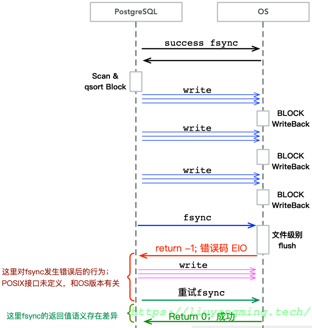 PostgreSQL
OS
success fsync
Scan &
qsort Block
write
BLOCK
WriteBack
write
BLOCK
WriteBack
write
BLOCK
WriteBack
fsync
文件级别
flush
return -1; 错误码 EIO
这里对fsync发生错误后的行为;
POSIX接口未定义，和OS版本有关
write
重试fsync
这里fsync的返回值语义存在差异
Return 0; 成功